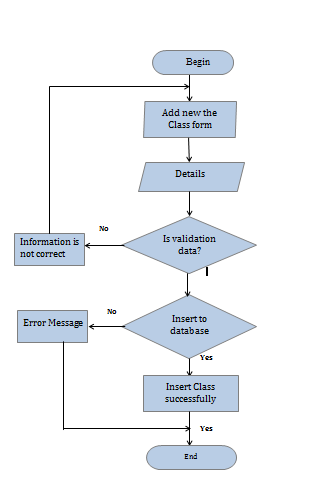 Begin
Add new the
Class form
Details
No
Is validation
data?
Information is
not correct
No
Insert to
database
Error Message
Yes
Insert Class
successfully
Yes
End